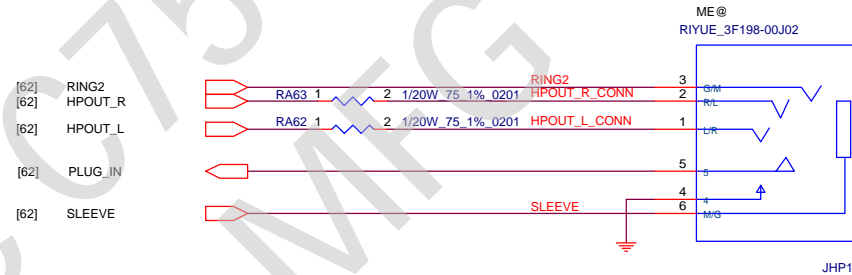 ME@
RIYUE_3F198-00J02
[62] RING2 RING2 3 G/M
[62] HPOUT_R RA63 1 2 1/20W_75_1%_0201 HPOUT_R_CONN 2 R/L
[62] HPOUT_L RA62 1 2 1/20W_75_1%_0201 HPOUT_L_CONN 1 L/R
[62] PLUG_IN 5 5
4 4
[62] SLEEVE SLEEVE 6 M/G
JHP1
C75
MFG